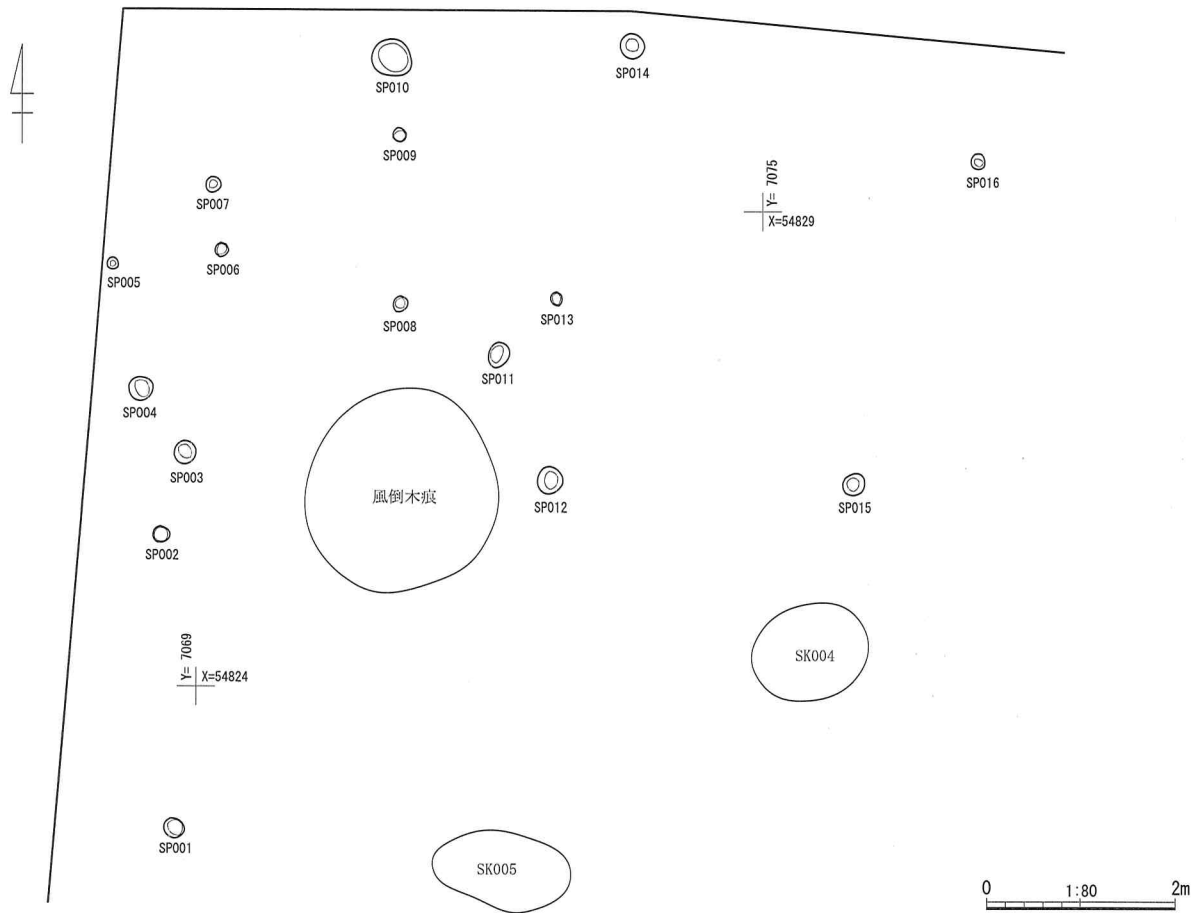 SP010
SP014
SP009
SP016
SP007
Y= 7075
X=54829
SP006
SP005
SP008
SP013
SP011
SP004
SP003
風倒木痕
SP012
SP015
SP002
Y= 7069
X=54824
SK004
SP001
SK005
0 1:80 2m